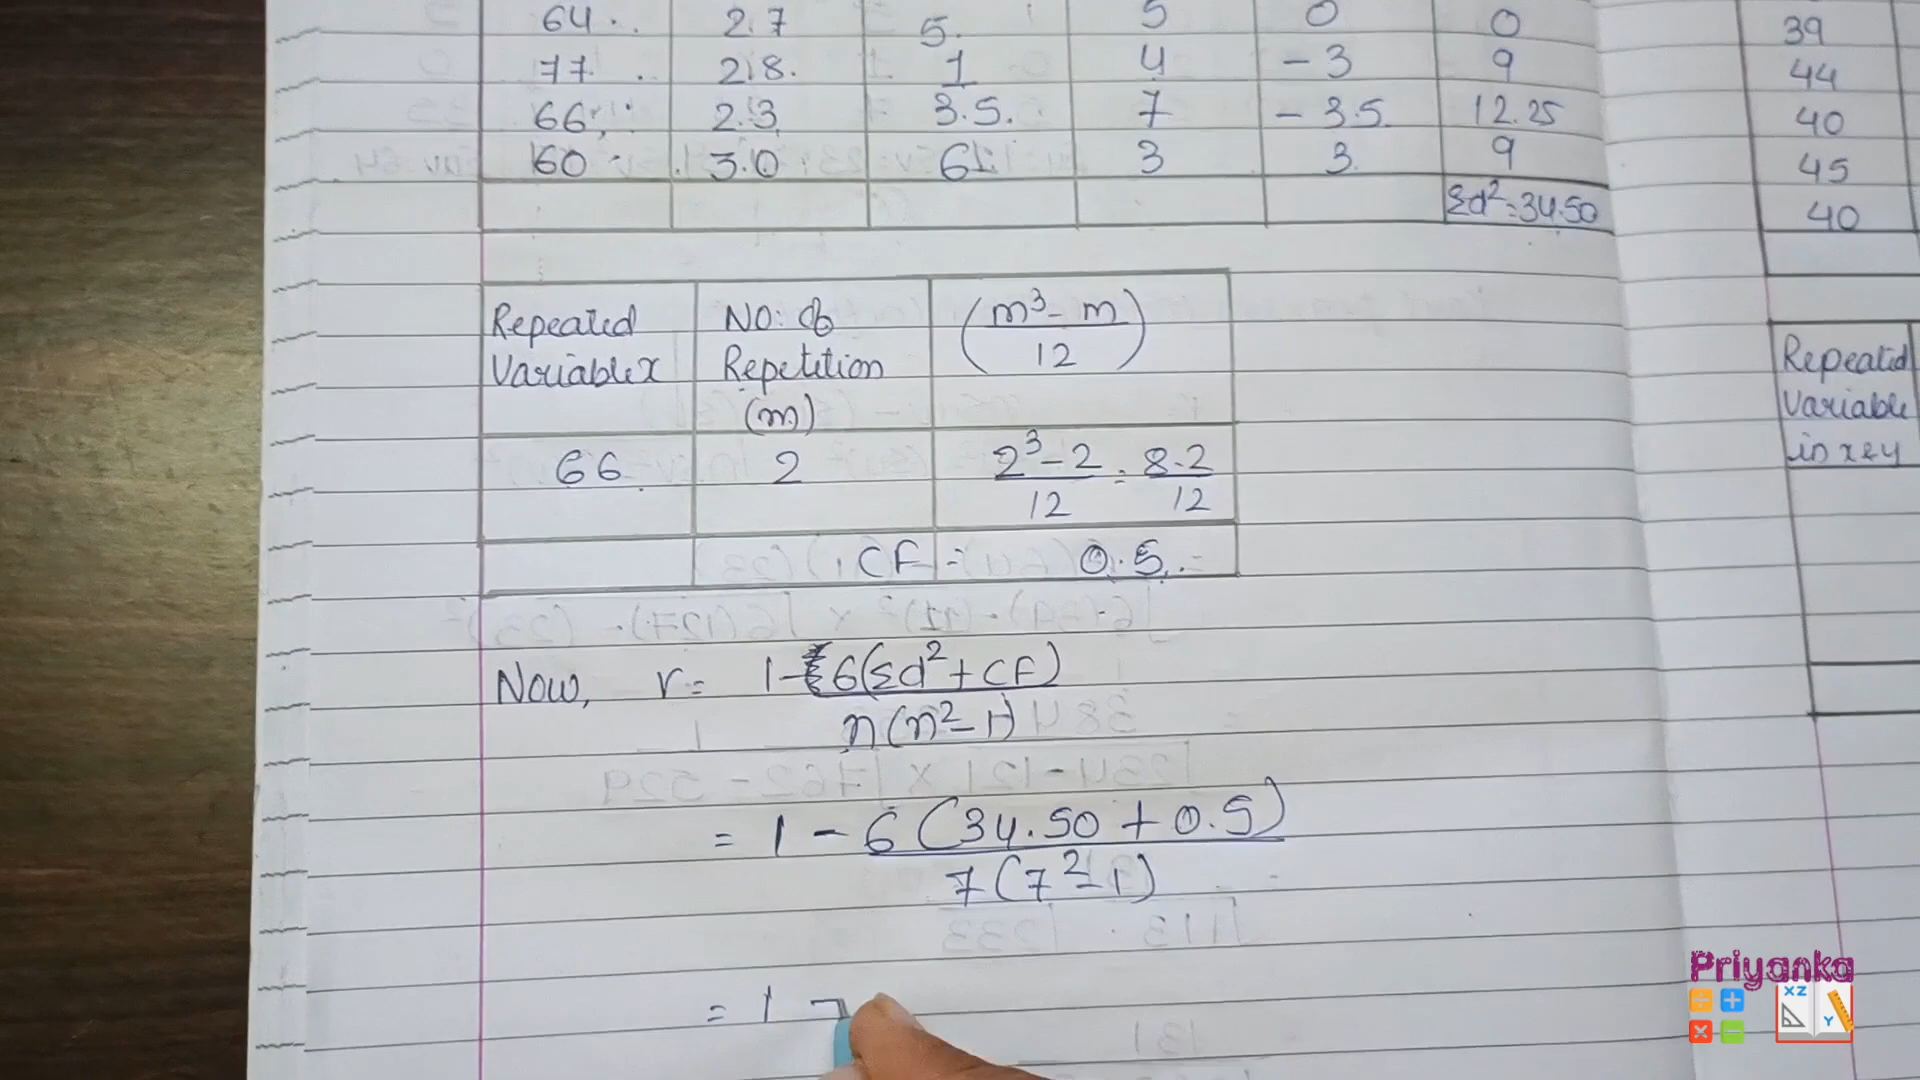 64. 2.7 5. 5 0 0
77. 2.8. 1 4 -3 9
66. 2.3 3.5. 7 -3.5 12.25
60 3.0 6 3 3 9
Σd²=34.50
Repeated No: of (m³-m)
Variable x Repetition 12
(m)
66 2 2³-2 = 8-2
12 12
CF = 0.5
Now, r = 1-6(Σd²+CF)
n(n²-1)
= 1-6(34.50+0.5)
7(7²-1)
= 1 -
39
44
40
45
40
Repeated
Variable
in x & y
Priyanka
XZ
Y